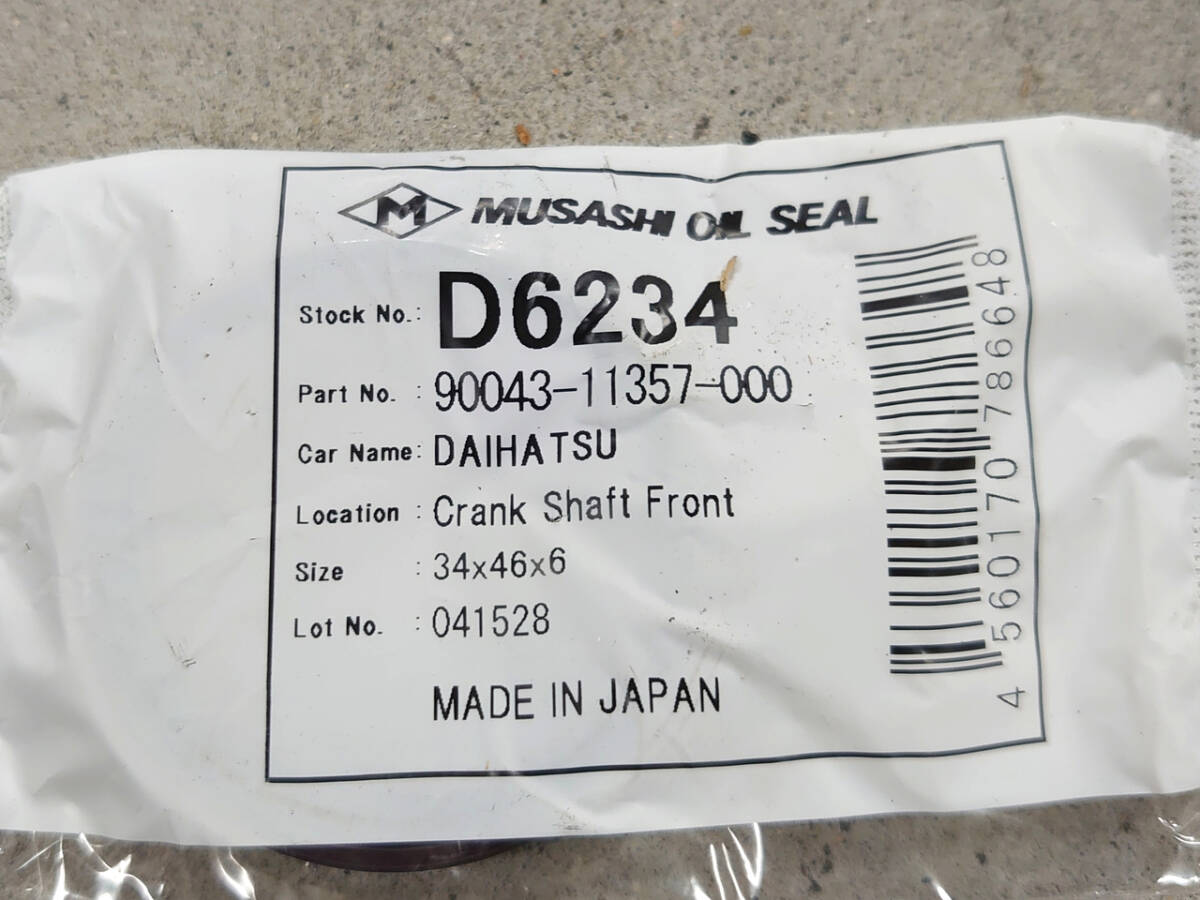 M MUSASHI OIL SEAL
Stock No.: D6234
Part No. : 90043-11357-000
Car Name: DAIHATSU
Location : Crank Shaft Front
Size : 34x46x6
Lot No. : 041528
MADE IN JAPAN
4 560170 786648